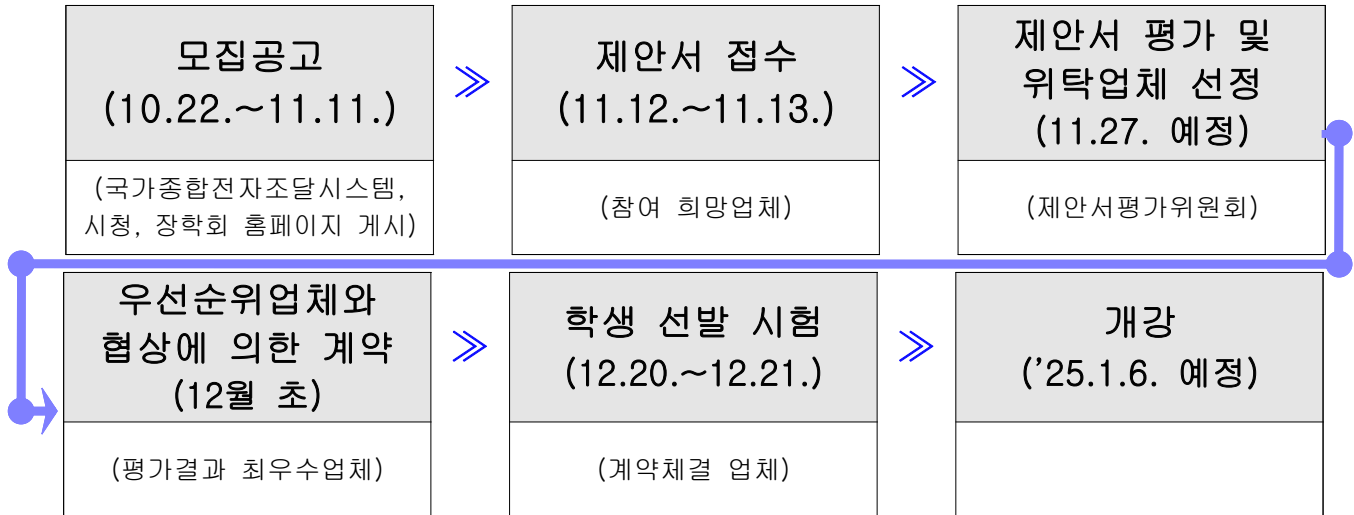 모집공고
(10.22.~11.11.)
(국가종합전자조달시스템,
시청, 장학회 홈페이지 게시)
≫
제안서 접수
(11.12.~11.13.)
(참여 희망업체)
≫
제안서 평가 및
위탁업체 선정
(11.27. 예정)
(제안서평가위원회)
우선순위업체와
협상에 의한 계약
(12월 초)
(평가결과 최우수업체)
≫
학생 선발 시험
(12.20.~12.21.)
(계약체결 업체)
≫
개강
(’25.1.6. 예정)